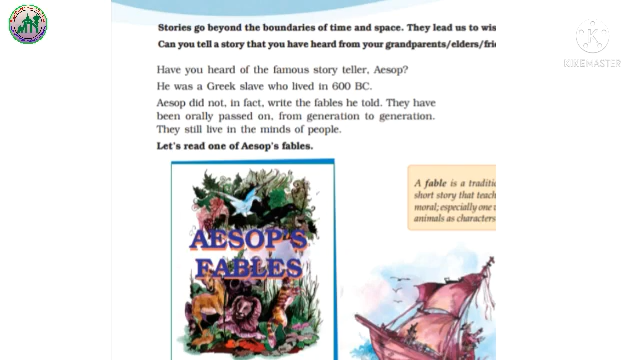 Stories go beyond the boundaries of time and space. They lead us to
Can you tell a story that you have heard from your grandparents/elders/
KINEMASTER
Have you heard of the famous story teller, Aesop?
He was a Greek slave who lived in 600 BC.
Aesop did not, in fact, write the fables he told. They have
been orally passed on, from generation to generation.
They still live in the minds of people.
Let's read one of Aesop's fables.
A fable is a
short story that
moral; especially one
animals as characters
AESOP'S
FABLES